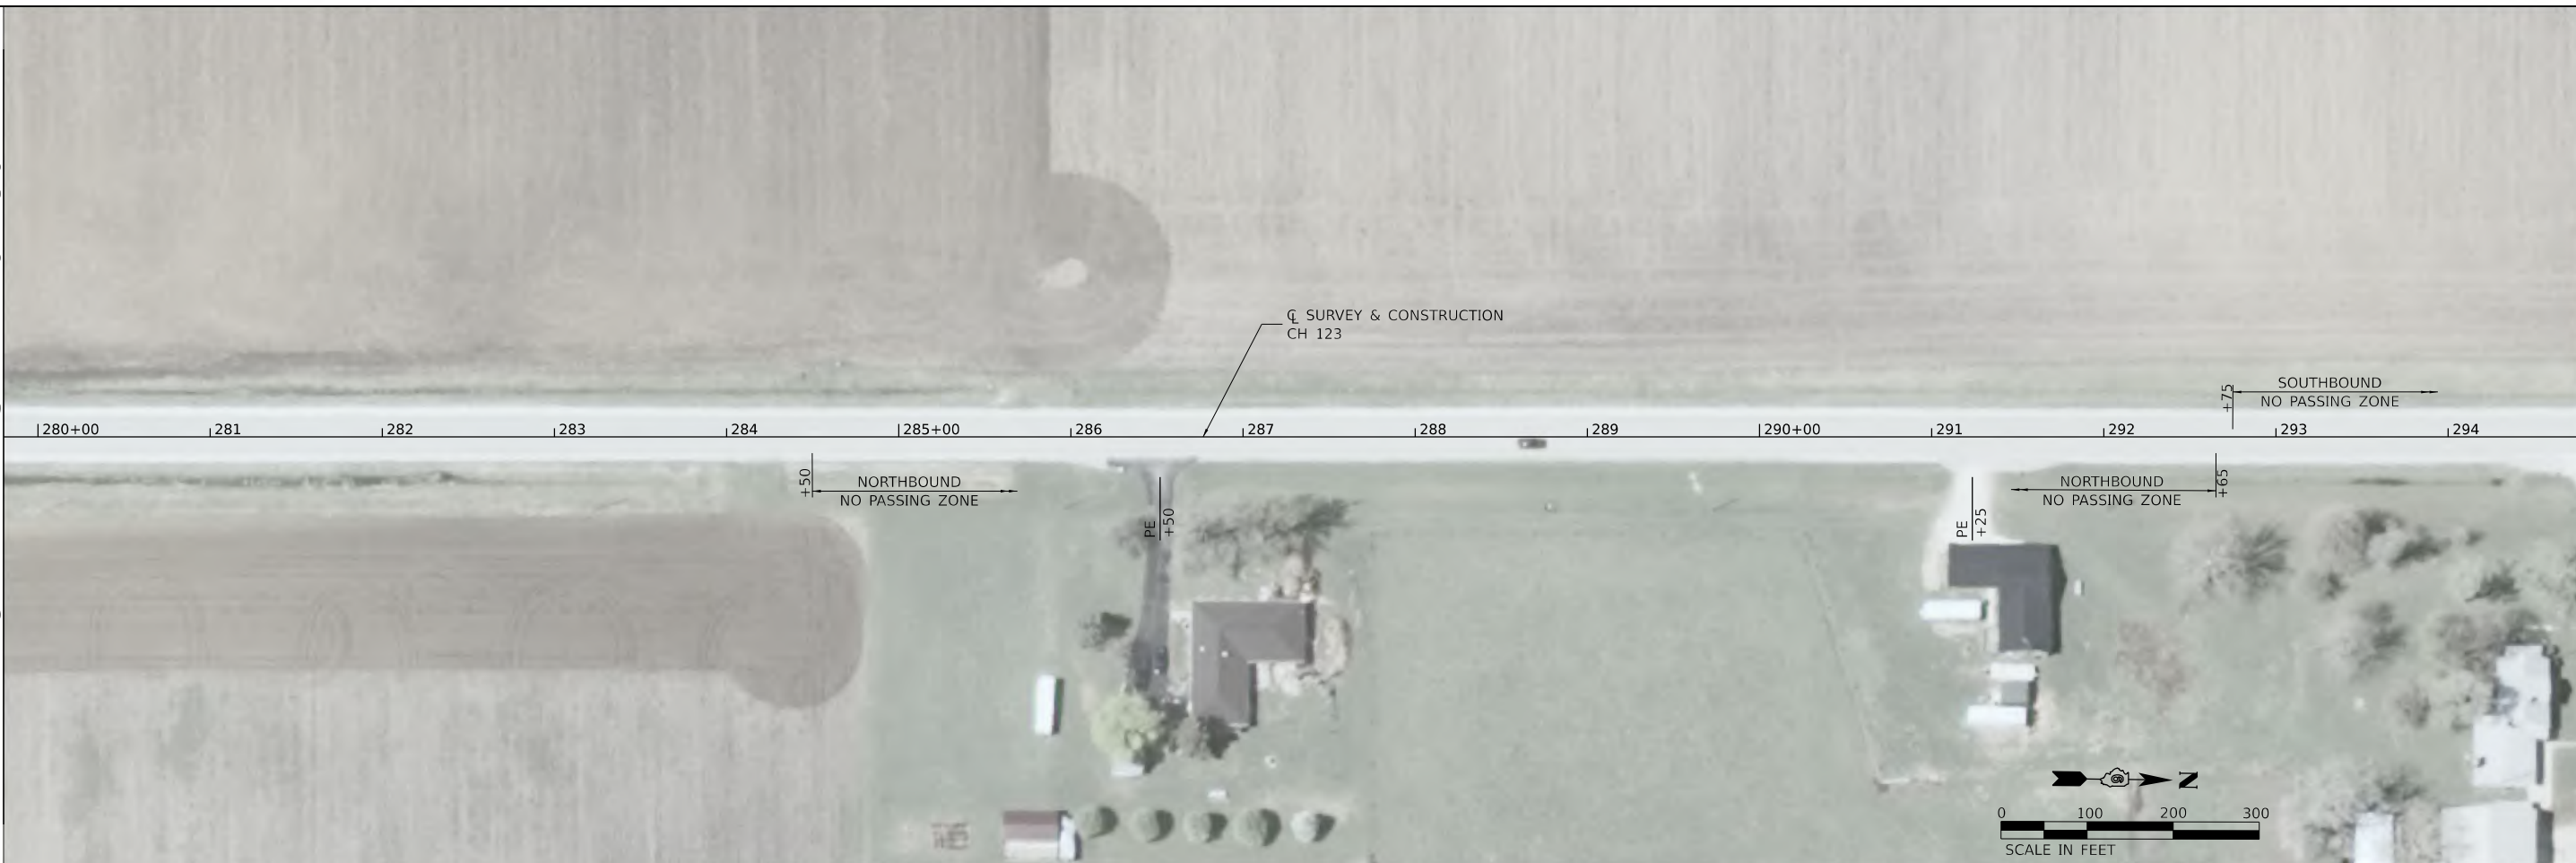 ℄ SURVEY & CONSTRUCTION
CH 123
+75
SOUTHBOUND
NO PASSING ZONE
280+00 281 282 283 284 285+00 286 287 288 289 290+00 291 292 293 294
+50
NORTHBOUND
NO PASSING ZONE
PE
+50
PE
+25
NORTHBOUND
NO PASSING ZONE
+65
N
0 100 200 300
SCALE IN FEET